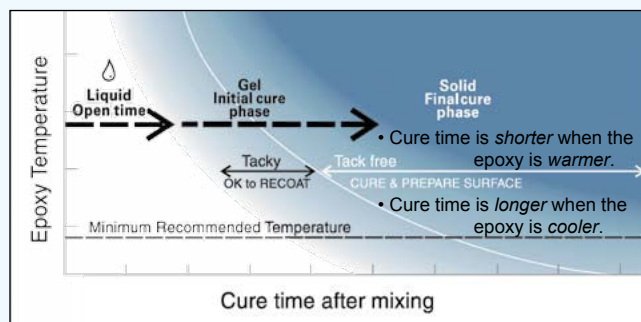 Epoxy Temperature
Liquid
Open time
Gel
Initial cure
phase
Solid
Final cure
phase
• Cure time is shorter when the
epoxy is warmer.
Tacky
OK to RECOAT
Tack free
CURE & PREPARE SURFACE
• Cure time is longer when the
epoxy is cooler.
Minimum Recommended Temperature
Cure time after mixing